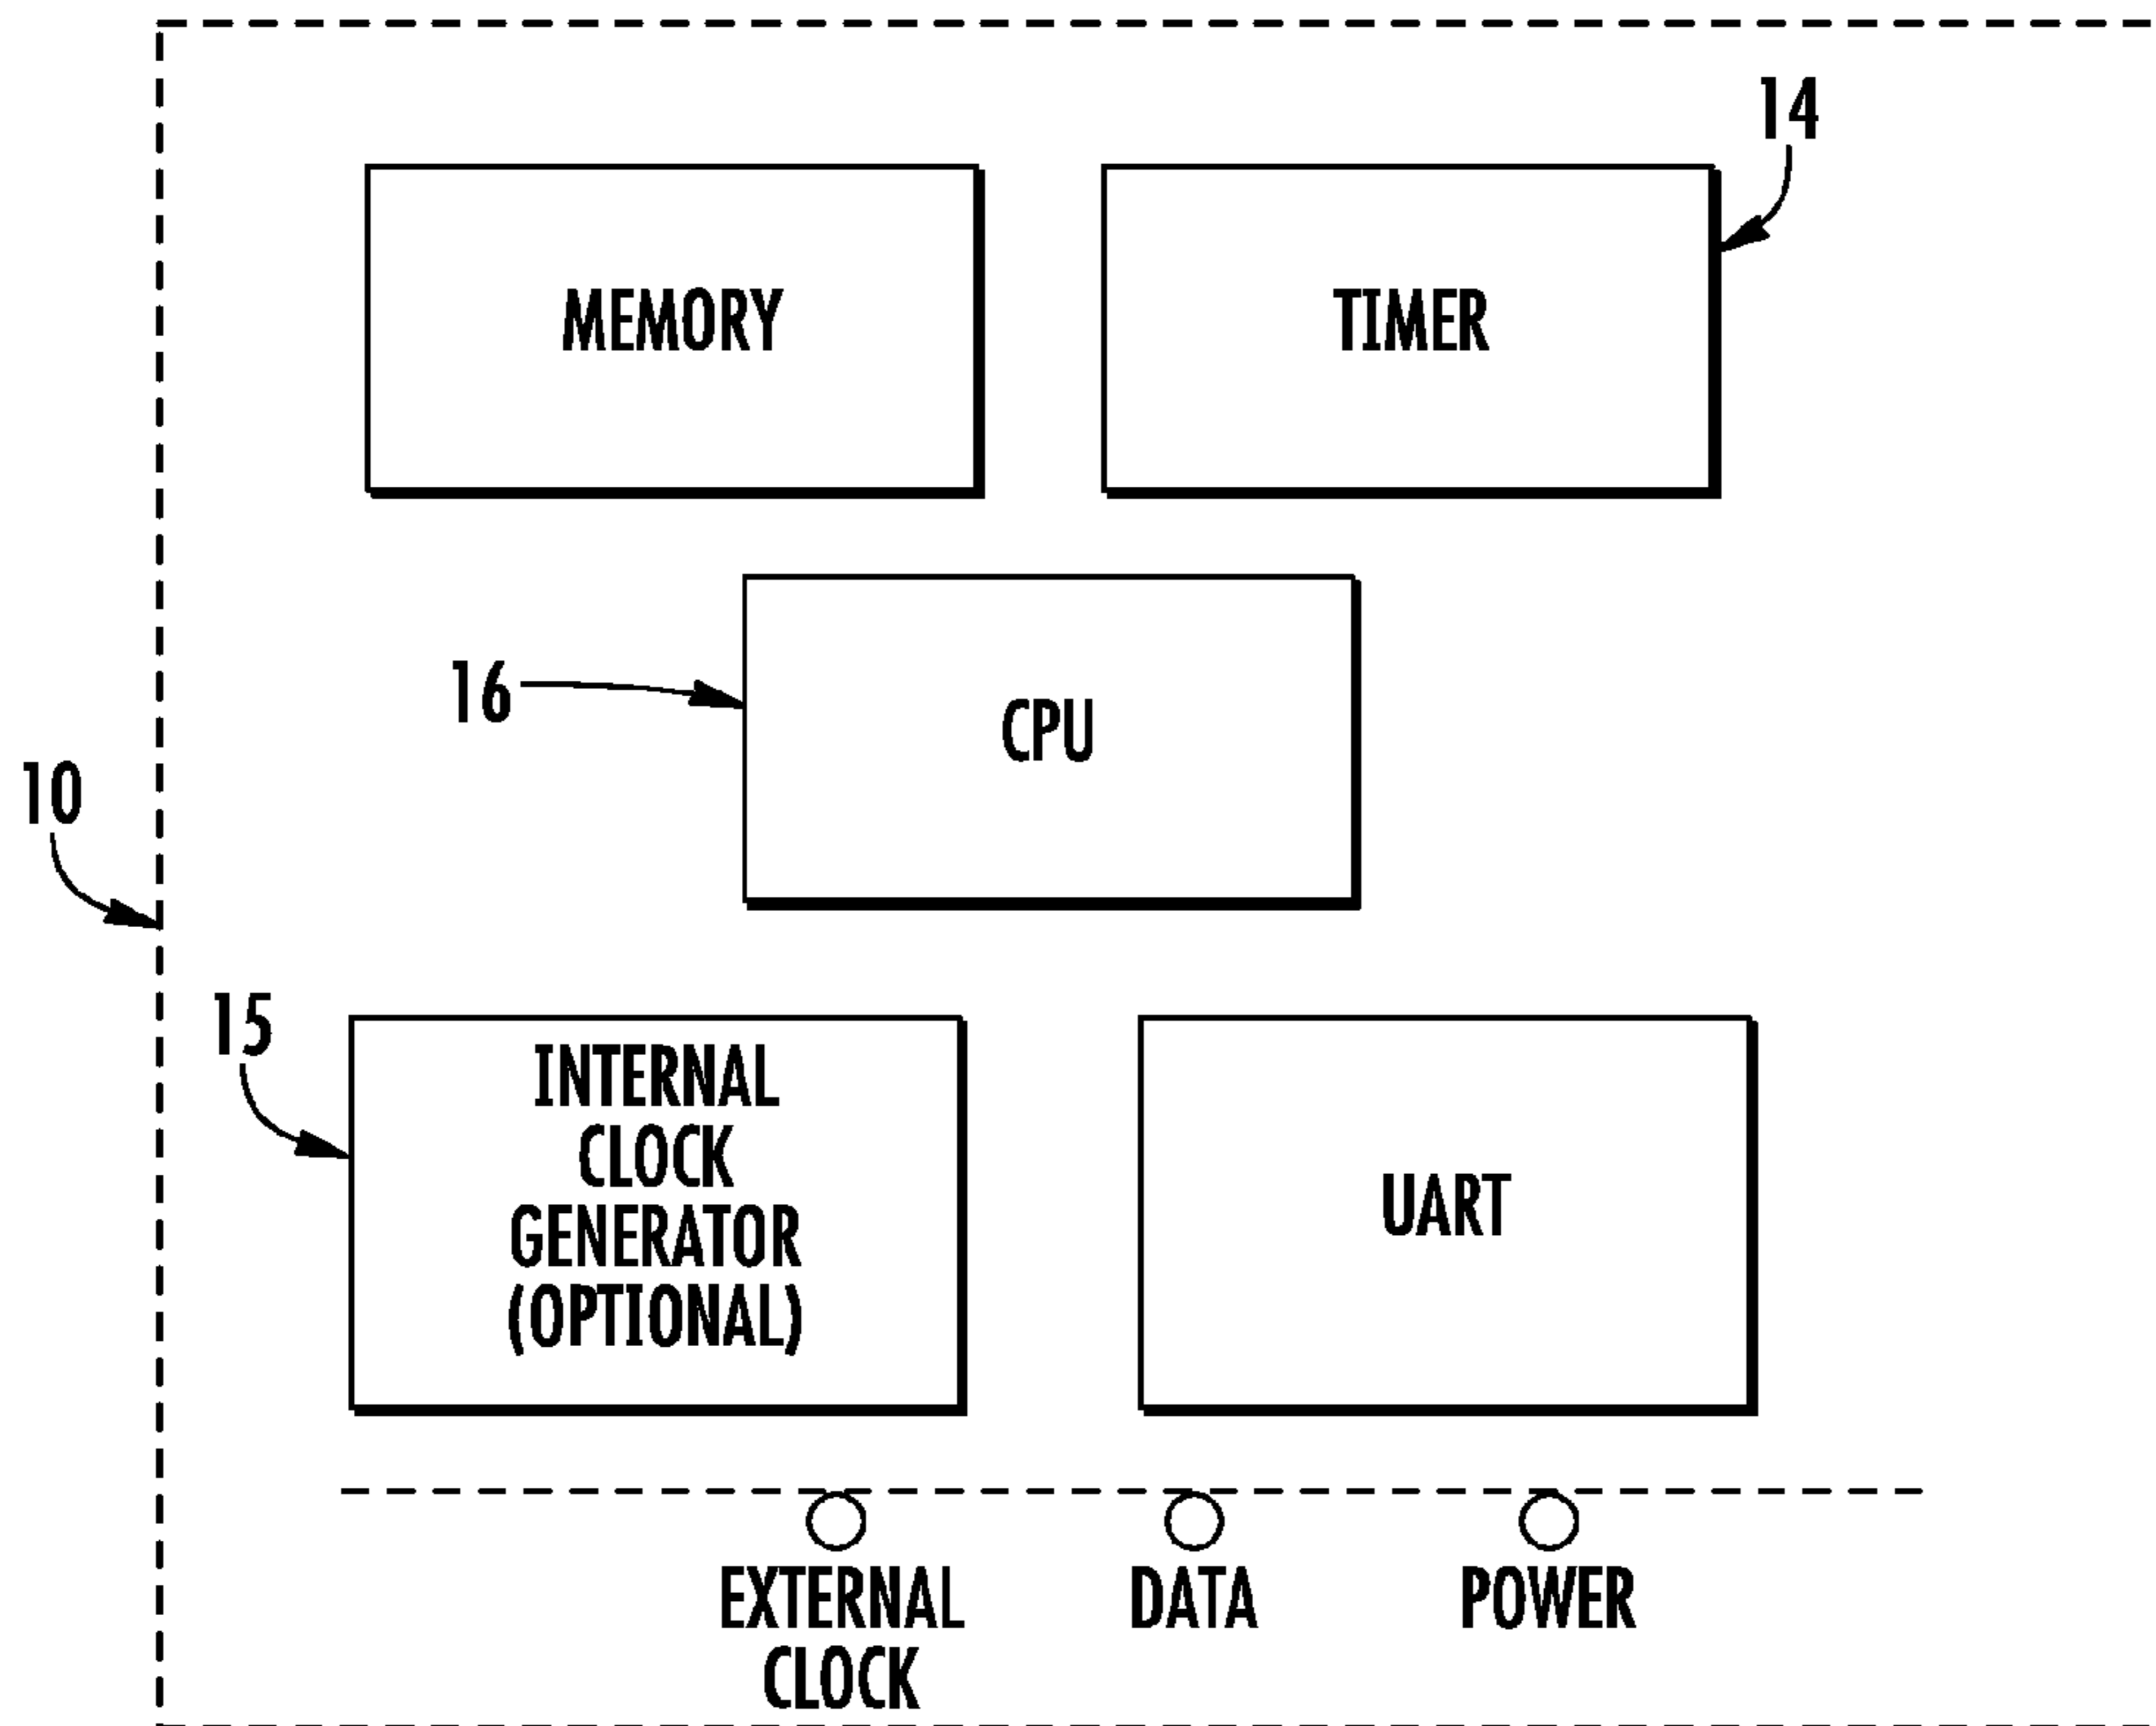 14
MEMORY
TIMER
16
CPU
10
15
INTERNAL
CLOCK
GENERATOR
(OPTIONAL)
UART
EXTERNAL
CLOCK
DATA
POWER